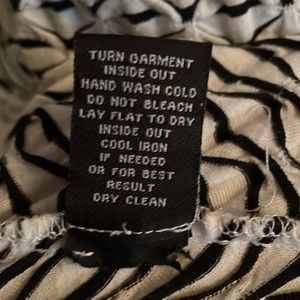 TURN GARMENT
INSIDE OUT
HAND WASH COLD
DO NOT BLEACH
LAY FLAT TO DRY
INSIDE OUT
COOL IRON
IF NEEDED
OR FOR BEST
RESULT
DRY CLEAN